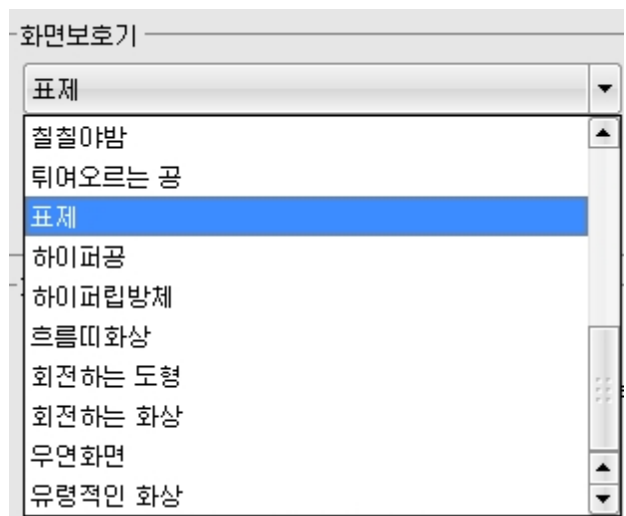 화면보호기
표제
칠칠야밤
튀여오르는 공
표제
하이퍼공
하이퍼립방체
흐름띠화상
회전하는 도형
회전하는 화상
우연화면
유령적인 화상